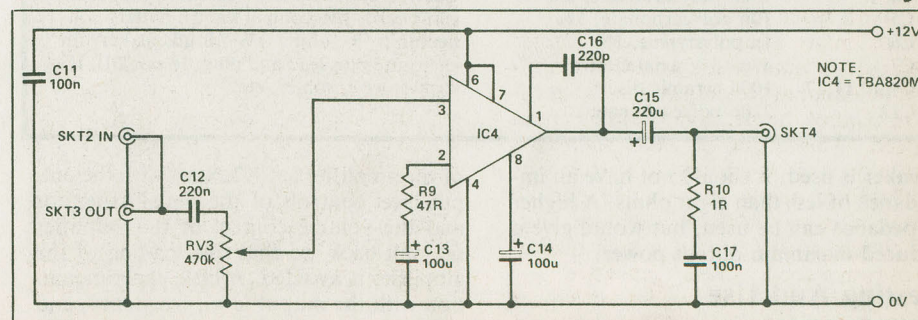 +12V
C11
100n
C16
220p
NOTE.
IC4 = TBA820M
6
7
1
3
IC4
C15
220u
+
SKT4
SKT2 IN
2
4
8
C12
220n
R9
47R
R10
1R
SKT3 OUT
RV3
470k
+
C13
100u
+
C14
100u
C17
100n
0V